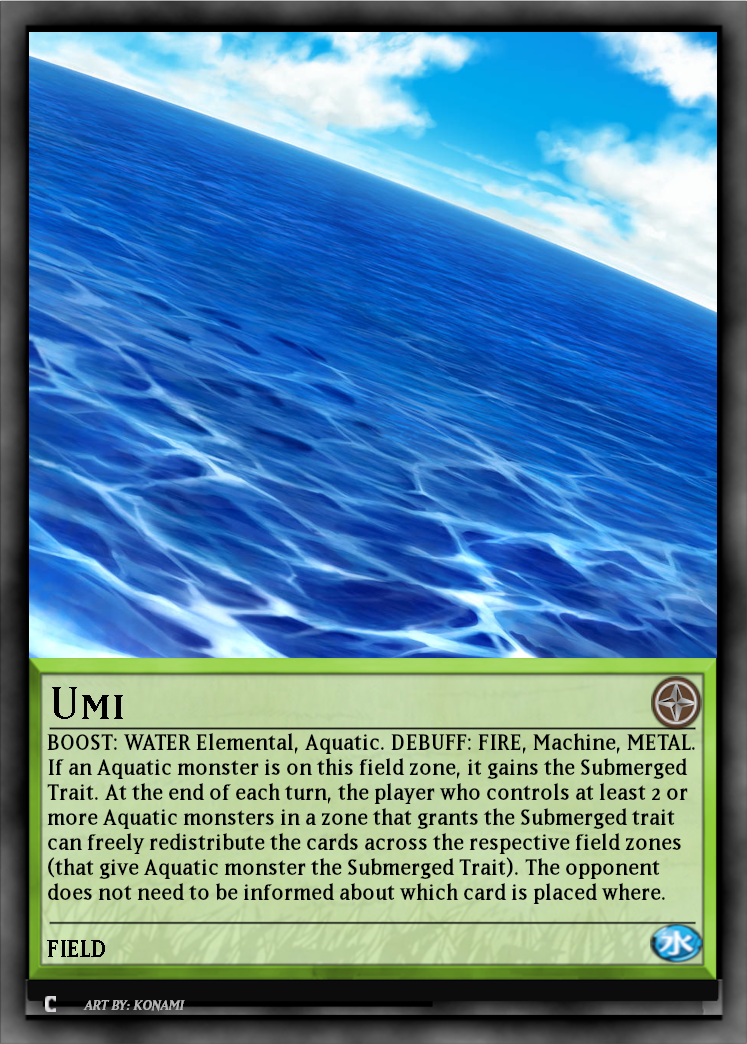 Umi
BOOST: WATER Elemental, Aquatic. DEBUFF: FIRE, Machine, METAL.
If an Aquatic monster is on this field zone, it gains the Submerged
Trait. At the end of each turn, the player who controls at least 2 or
more Aquatic monsters in a zone that grants the Submerged trait
can freely redistribute the cards across the respective field zones
(that give Aquatic monster the Submerged Trait). The opponent
does not need to be informed about which card is placed where.
FIELD
水
C ART BY: KONAMI